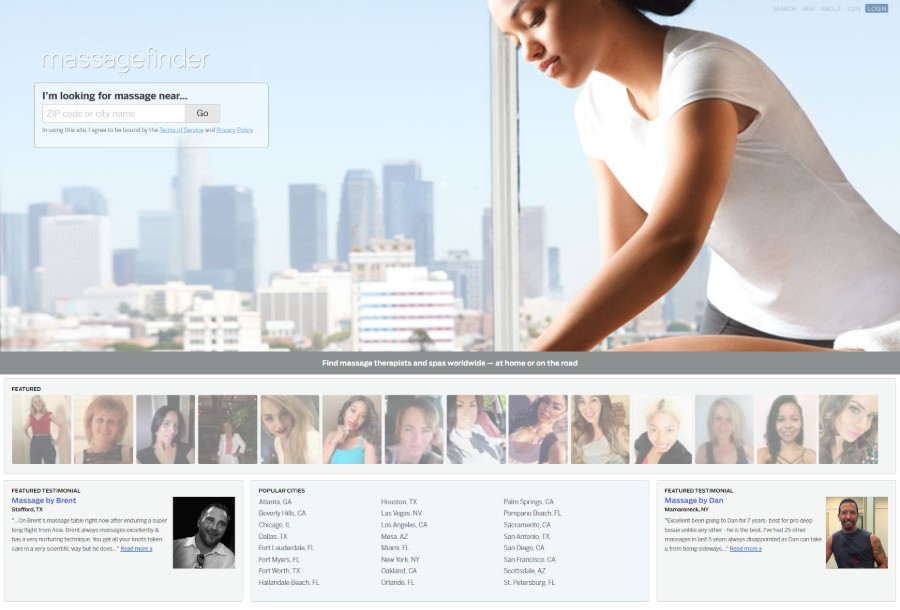 SEARCH NEW ABOUT JOIN LOGIN
massagefinder
I'm looking for massage near...
ZIP code or city name Go
In using this site, I agree to be bound by the Terms of Service and Privacy Policy
Find massage therapists and spas worldwide — at home or on the road
FEATURED
FEATURED TESTIMONIAL
Massage by Brent
Stafford, TX
"... On Brent's massage table right now after enduring a super
long flight from Asia. Brent always massages excellently &
has a very nurturing technique. You get all your knots taken
care in a very scientific way but he does..." Read more »
POPULAR CITIES
Atlanta, GA
Beverly Hills, CA
Chicago, IL
Dallas, TX
Fort Lauderdale, FL
Fort Myers, FL
Fort Worth, TX
Hallandale Beach, FL
Houston, TX
Las Vegas, NV
Los Angeles, CA
Mesa, AZ
Miami, FL
New York, NY
Oakland, CA
Orlando, FL
Palm Springs, CA
Pompano Beach, FL
Sacramento, CA
San Antonio, TX
San Diego, CA
San Francisco, CA
Scottsdale, AZ
St. Petersburg, FL
FEATURED TESTIMONIAL
Massage by Dan
Mamaroneck, NY
"Excellent been going to Dan for 7 years- best for pro deep
tissue unlike any other - he is the best. I've had 25 other
massages in last 5 years always disappointed as Dan can take
u from being sideways..." Read more »